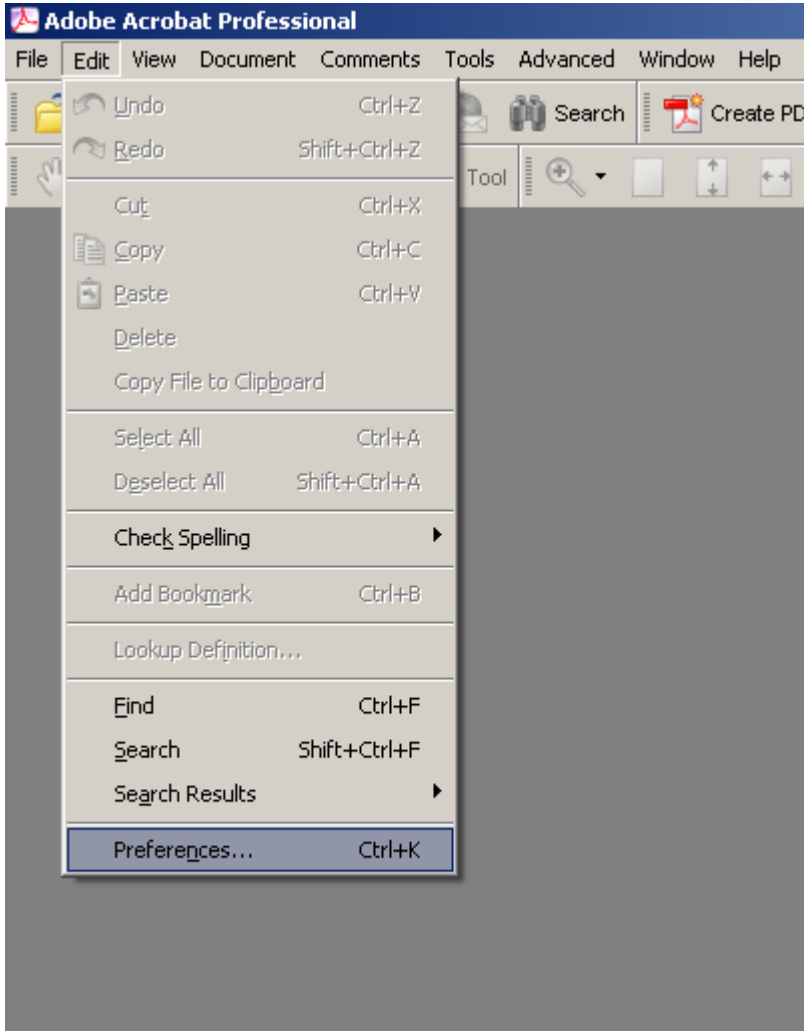 Adobe Acrobat Professional
File Edit View Document Comments Tools Advanced Window Help
Search Create PD
Tool
Undo Ctrl+Z
Redo Shift+Ctrl+Z
Cut Ctrl+X
Copy Ctrl+C
Paste Ctrl+V
Delete
Copy File to Clipboard
Select All Ctrl+A
Deselect All Shift+Ctrl+A
Check Spelling
Add Bookmark Ctrl+B
Lookup Definition...
Find Ctrl+F
Search Shift+Ctrl+F
Search Results
Preferences... Ctrl+K